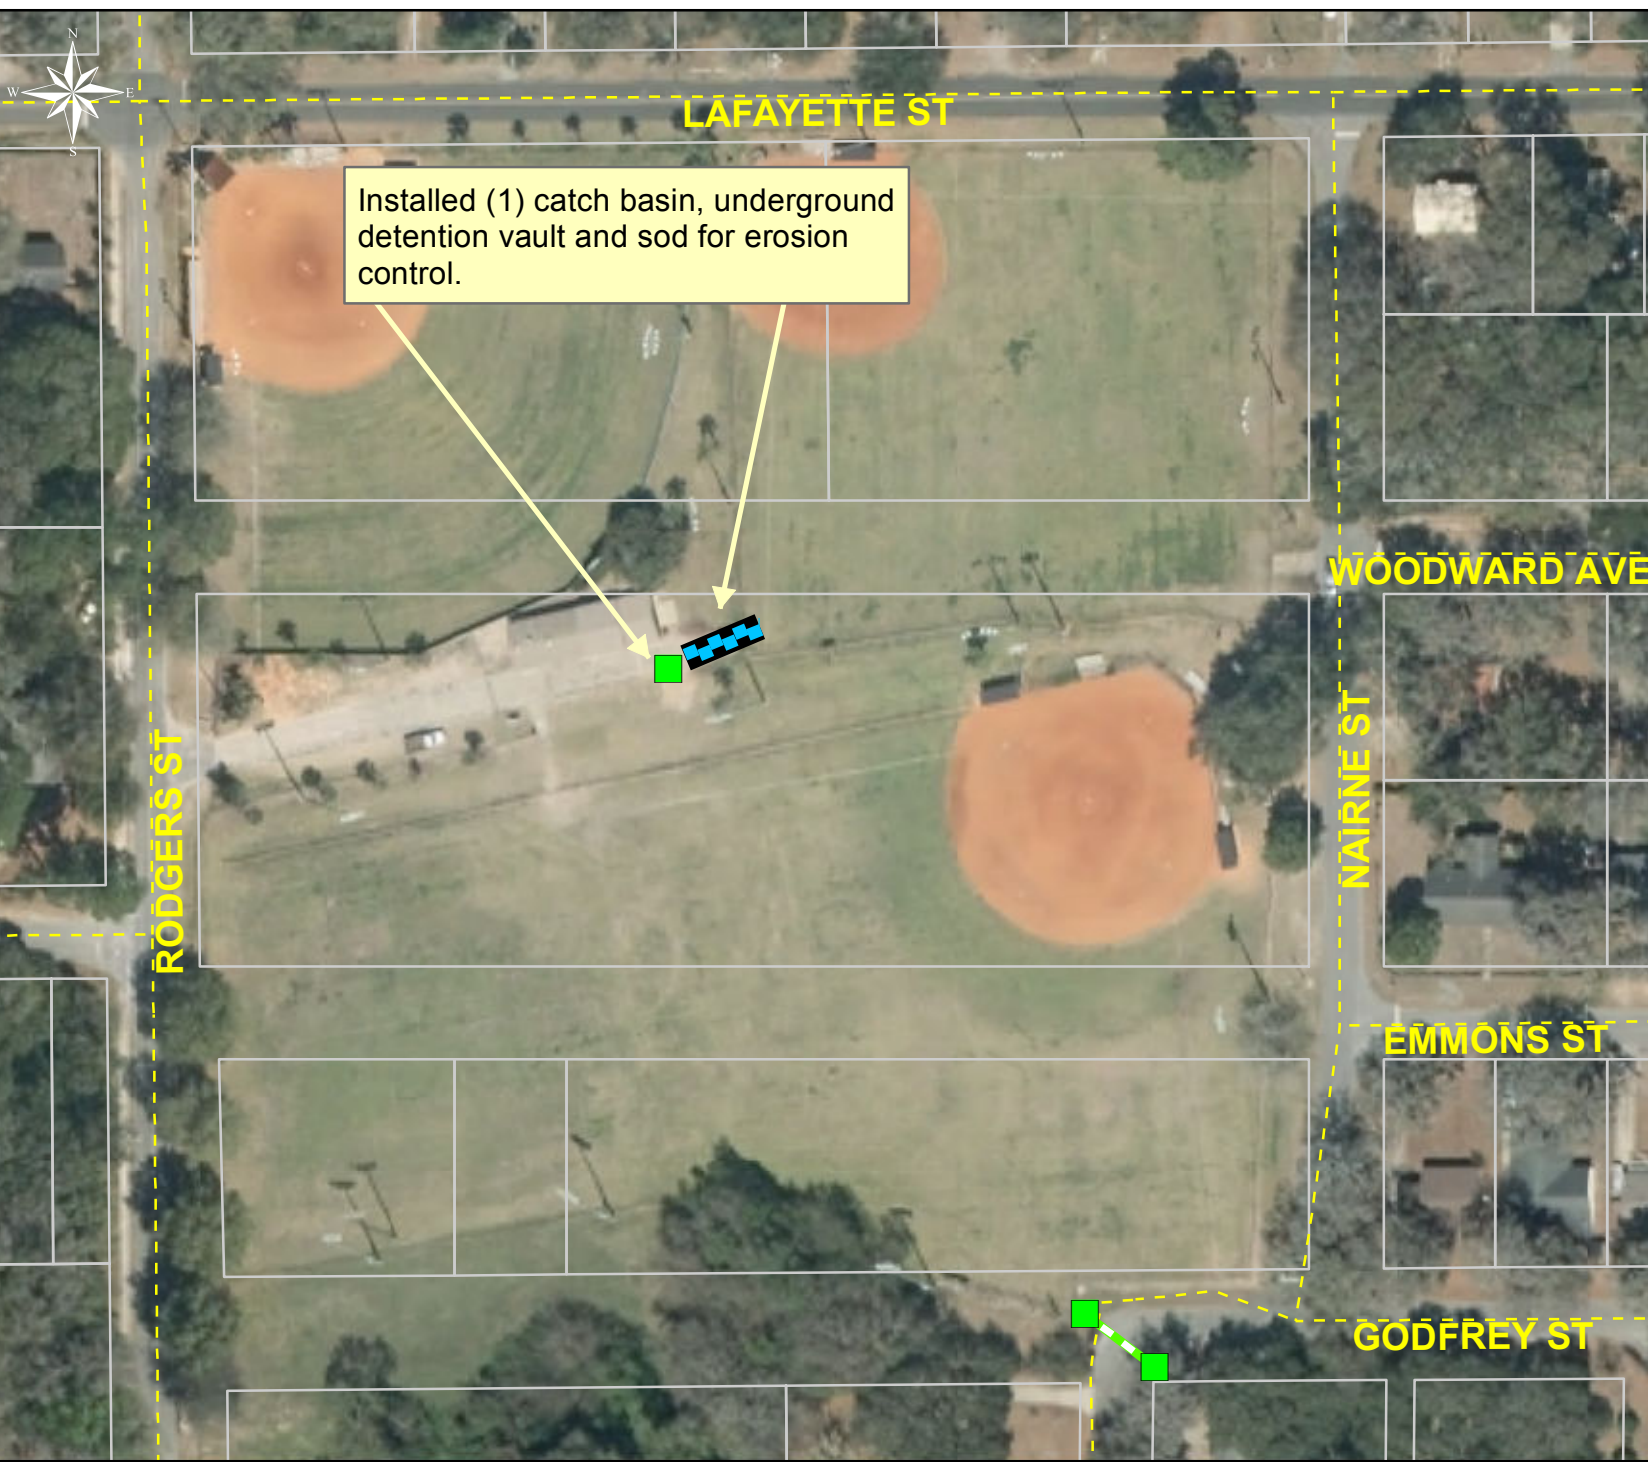 N
W E
S
LAFAYETTE ST
Installed (1) catch basin, underground
detention vault and sod for erosion
control.
WOODWARD AVE
RODGERS ST
NAIRNE ST
EMMONS ST
GODFREY ST